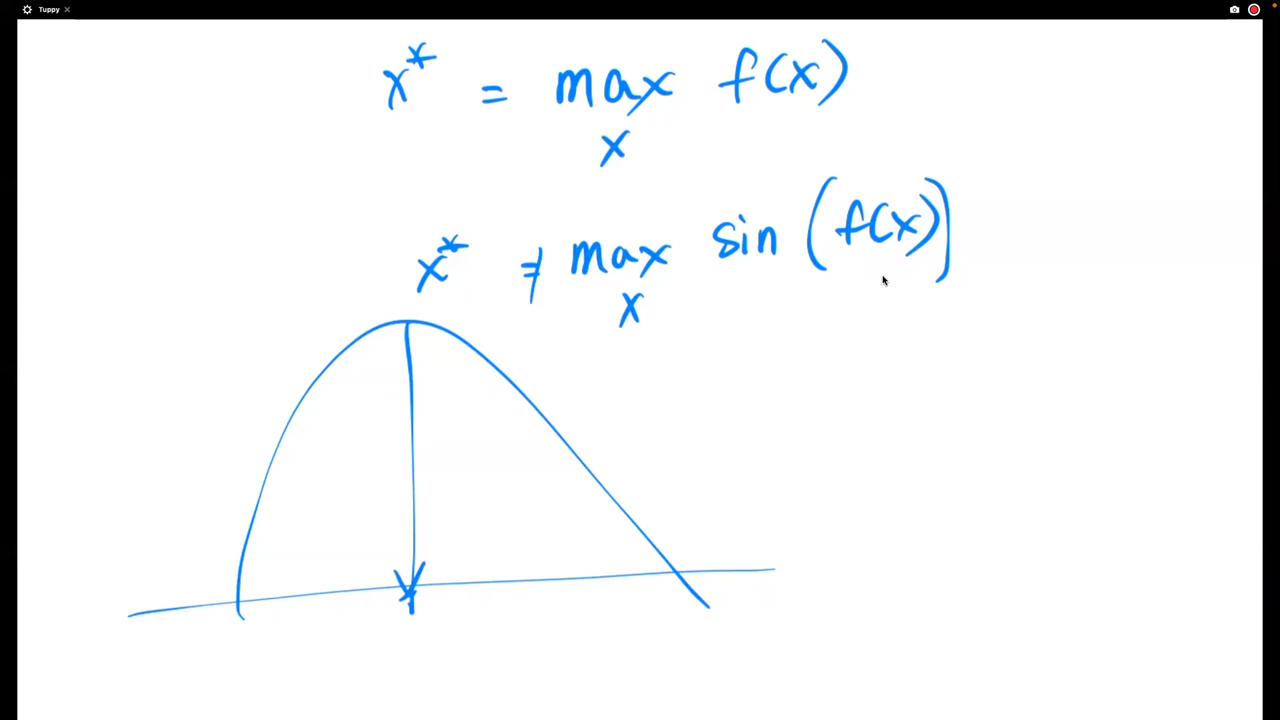 Tuppy
x* = max f(x)
x
x* ≠ max sin (f(x))
x